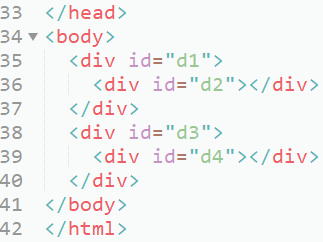 33 </head>
34 <body>
35 <div id="d1">
36 <div id="d2"></div>
37 </div>
38 <div id="d3">
39 <div id="d4"></div>
40 </div>
41 </body>
42 </html>